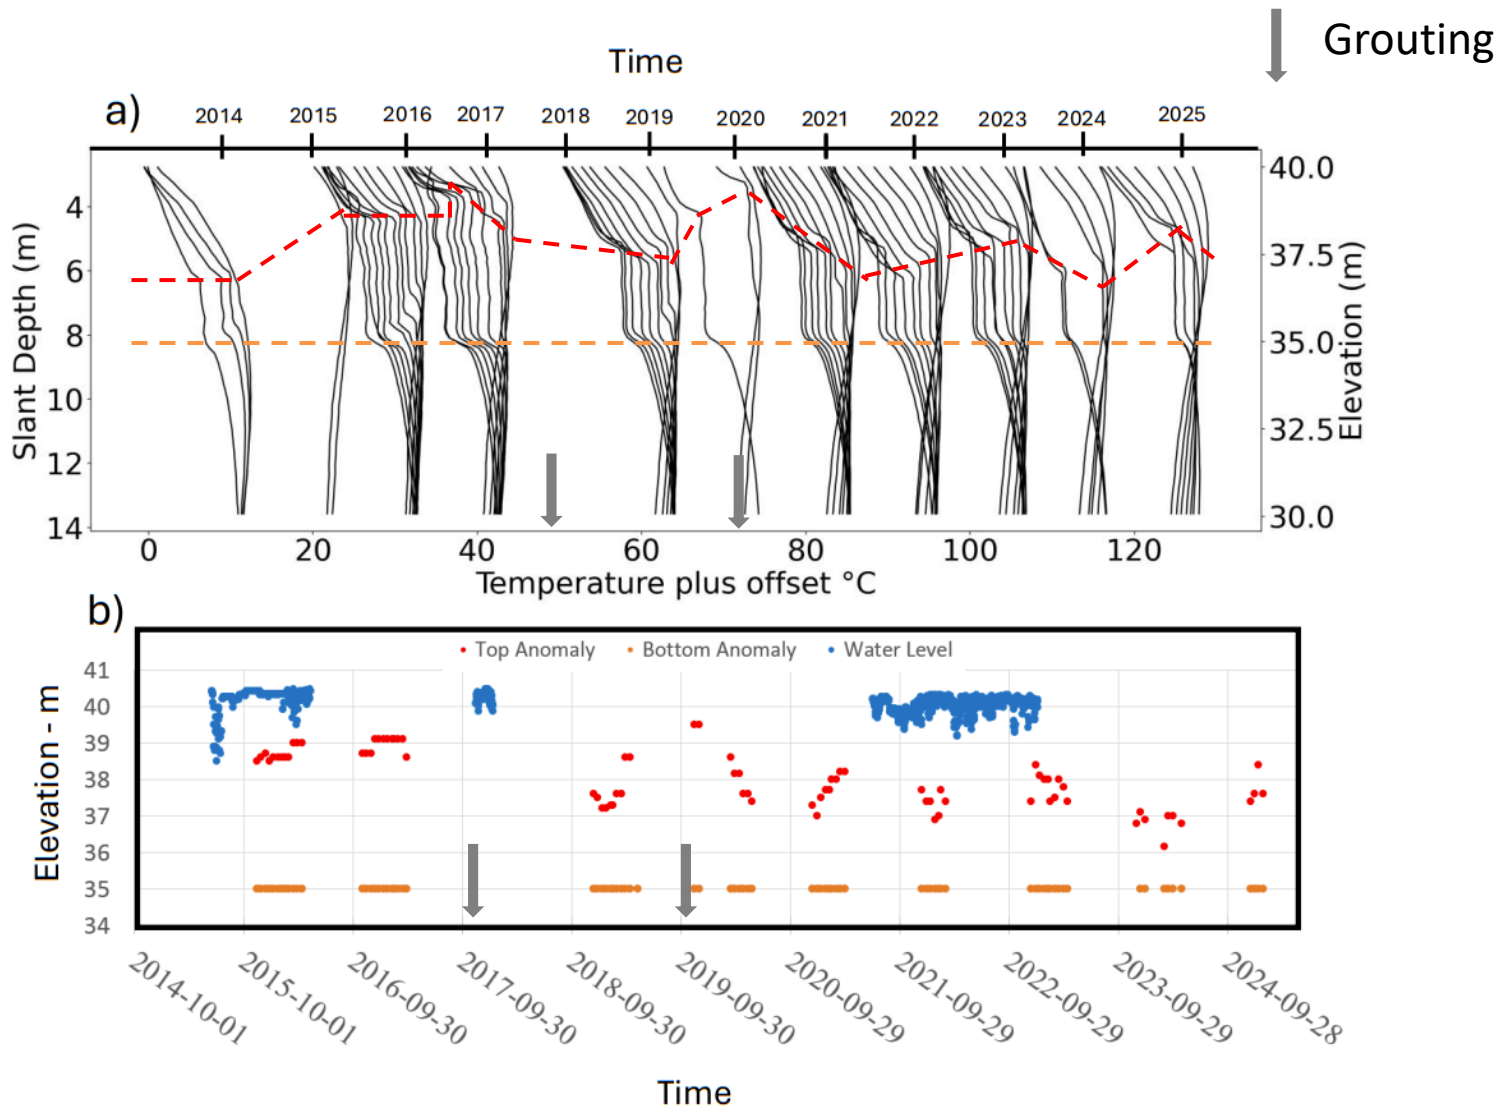 Grouting
Time
a)
2014 2015 2016 2017 2018 2019 2020 2021 2022 2023 2024 2025
Slant Depth (m)
4
6
8
10
12
14
40.0
37.5
35.0
32.5
30.0
Elevation (m)
0 20 40 60 80 100 120
Temperature plus offset °C
b)
Top Anomaly Bottom Anomaly Water Level
Elevation - m
41
40
39
38
37
36
35
34
2014-10-01
2015-10-01
2016-09-30
2017-09-30
2018-09-30
2019-09-30
2020-09-29
2021-09-29
2022-09-29
2023-09-29
2024-09-28
Time